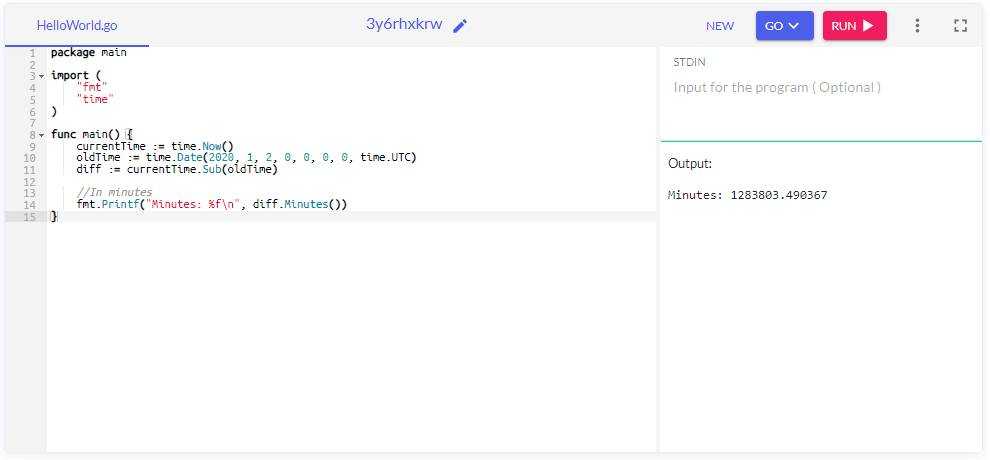 HelloWorld.go
3y6rhxkrw
NEW
GO
RUN
1 package main
2
3 import (
4     "fmt"
5     "time"
6 )
7
8 func main() {
9     currentTime := time.Now()
10     oldTime := time.Date(2020, 1, 2, 0, 0, 0, 0, time.UTC)
11     diff := currentTime.Sub(oldTime)
12
13     //In minutes
14     fmt.Printf("Minutes: %f\n", diff.Minutes())
15 }
STDIN
Input for the program ( Optional )
Output:
Minutes: 1283803.490367